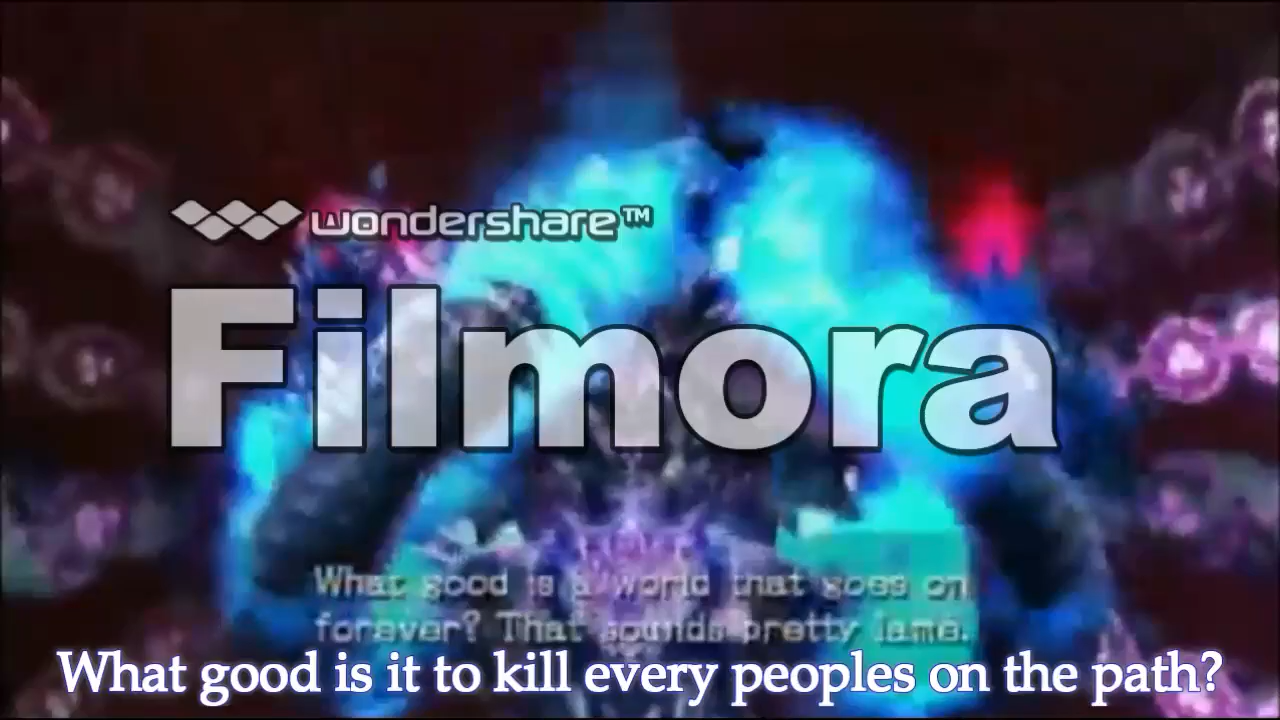 wondershare™
Filmora
What good is a world that goes on
forever? That sounds pretty lame.
What good is it to kill every peoples on the path?